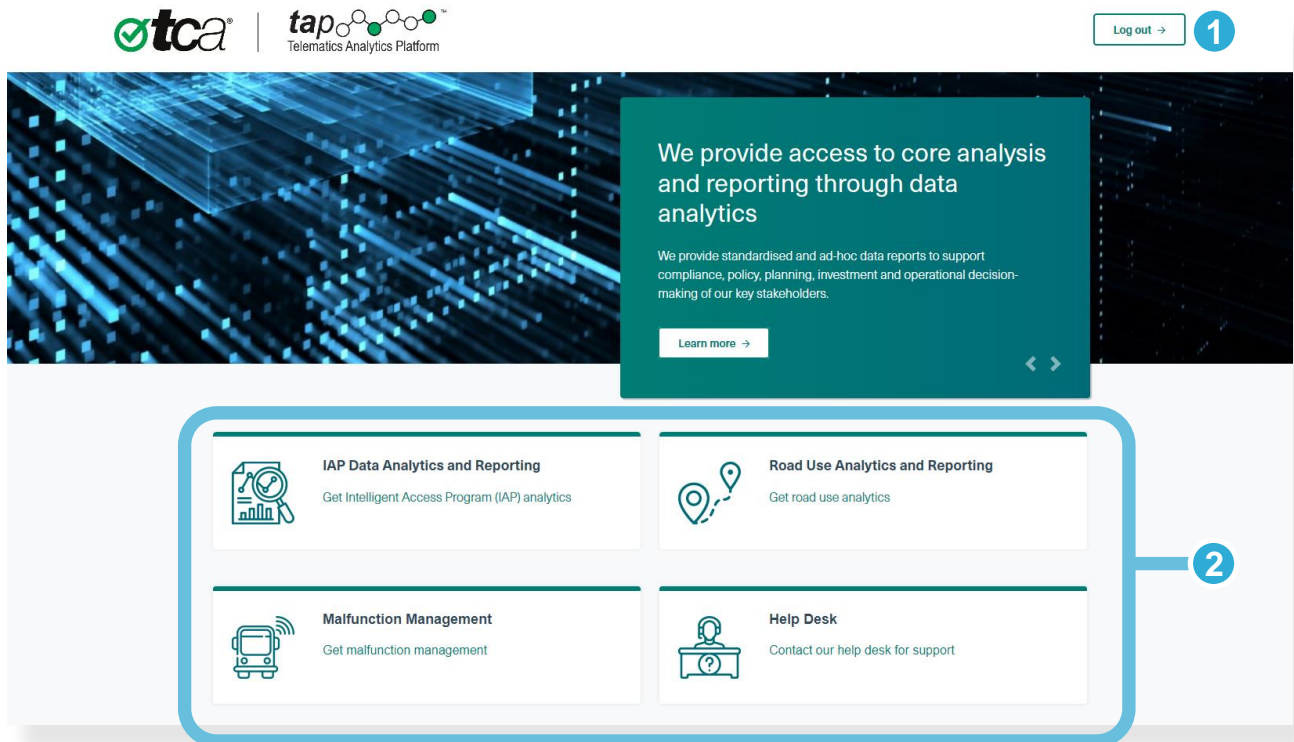 tca®
tap™
Telematics Analytics Platform
Log out →
1
We provide access to core analysis
and reporting through data
analytics
We provide standardised and ad-hoc data reports to support
compliance, policy, planning, investment and operational decision-
making of our key stakeholders.
Learn more →
IAP Data Analytics and Reporting
Get Intelligent Access Program (IAP) analytics
Road Use Analytics and Reporting
Get road use analytics
2
Malfunction Management
Get malfunction management
Help Desk
Contact our help desk for support
?